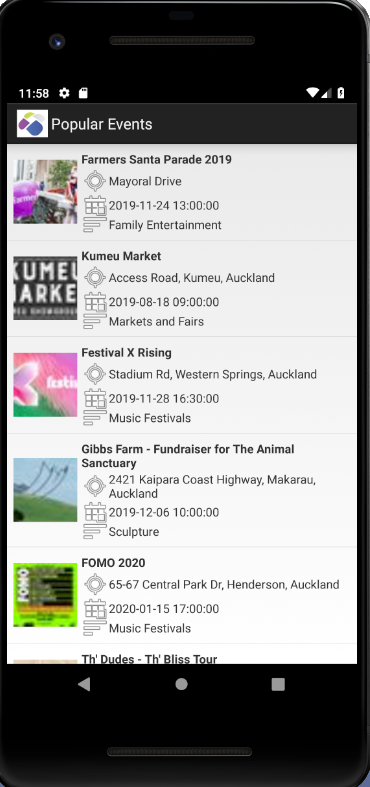 11:58
Popular Events
Farmers Santa Parade 2019
Mayoral Drive
2019-11-24 13:00:00
Family Entertainment
KUMEU
MARKE
Kumeu Market
Access Road, Kumeu, Auckland
2019-08-18 09:00:00
Markets and Fairs
Festival X Rising
Stadium Rd, Western Springs, Auckland
2019-11-28 16:30:00
Music Festivals
Gibbs Farm - Fundraiser for The Animal
Sanctuary
2421 Kaipara Coast Highway, Makarau,
Auckland
2019-12-06 10:00:00
Sculpture
FOMO
FOMO 2020
65-67 Central Park Dr, Henderson, Auckland
2020-01-15 17:00:00
Music Festivals
Th' Dudes - Th' Bliss Tour